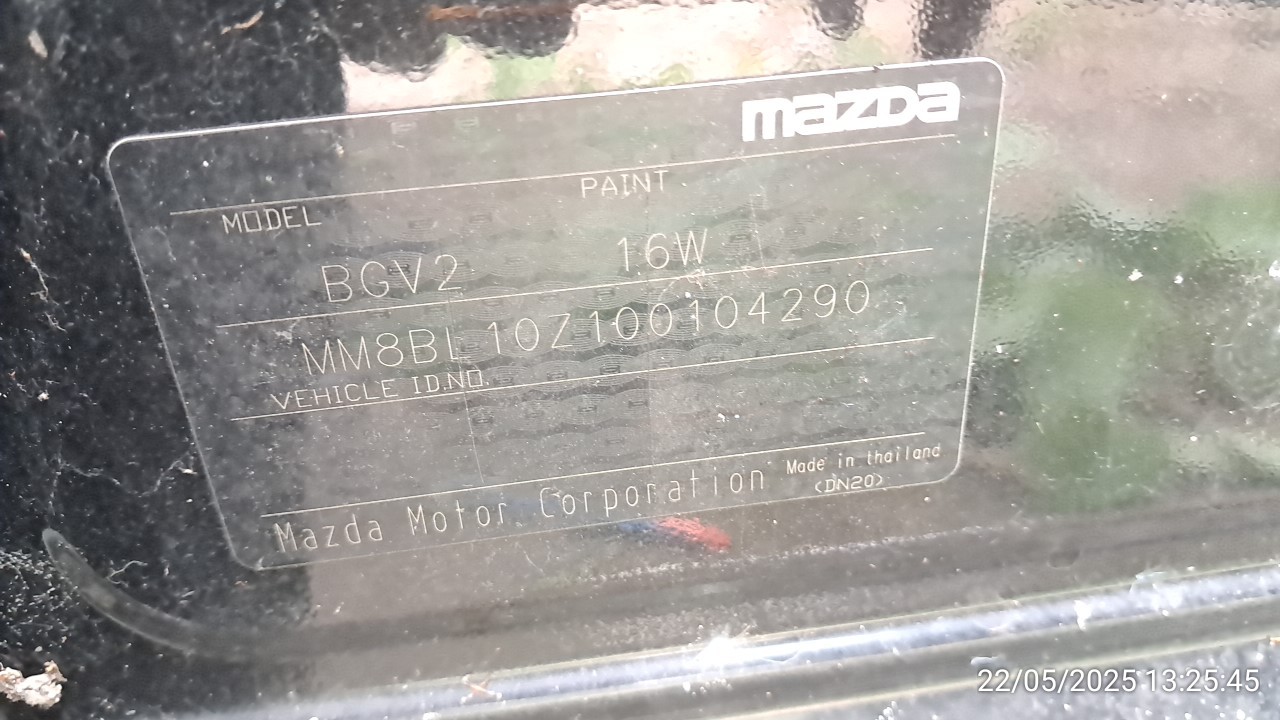 mazda
MODEL PAINT
BGV2 16W
MM8BL10Z100104290
VEHICLE I.D.NO.
Mazda Motor Corporation Made in thailand
(DN20)
22/05/2025 13:25:45